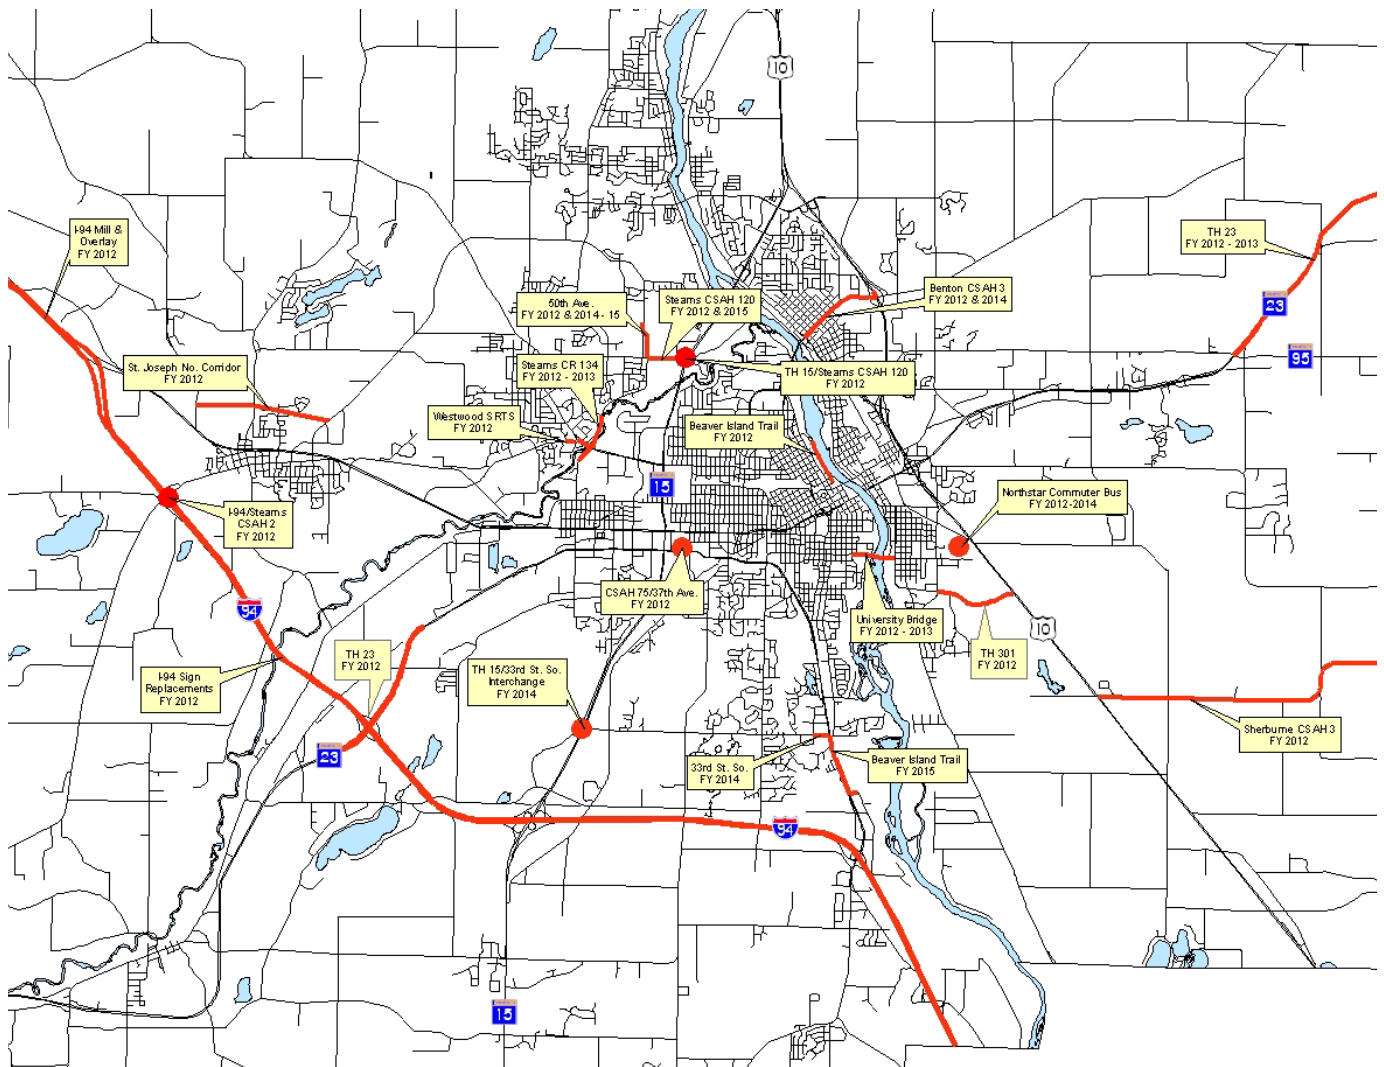 10
I-94 Mill &
Overlay
FY 2012
TH 23
FY 2012 - 2013
50th Ave.
FY 2012 & 2014 - 15
Stearns CSAH 120
FY 2012 & 2015
Benton CSAH 3
FY 2012 & 2014
23
95
St. Joseph No. Corridor
FY 2012
Stearns CR 134
FY 2012 - 2013
TH 15/Stearns CSAH 120
FY 2012
Westwood SRTS
FY 2012
Beaver Island Trail
FY 2012
15
Northstar Commuter Bus
FY 2012-2014
I-94/Stearns
CSAH 2
FY 2012
CSAH 75/37th Ave.
FY 2012
94
University Bridge
FY 2012 - 2013
10
TH 23
FY 2012
TH 301
FY 2012
I-94 Sign
Replacements
FY 2012
TH 15/33rd St. So.
Interchange
FY 2014
Sherburne CSAH 3
FY 2012
23
33rd St. So.
FY 2014
Beaver Island Trail
FY 2015
94
15